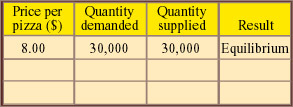 Price per pizza ($) Quantity demanded Quantity supplied Result
8.00 30,000 30,000 Equilibrium